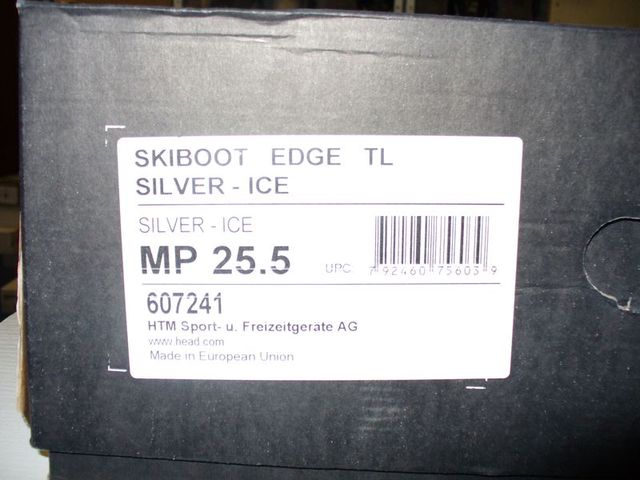 SKIBOOT EDGE TL
SILVER - ICE
SILVER - ICE
MP 25.5
UPC 7 92460 75603 9
607241
HTM Sport- u. Freizeitgeräte AG
www.head.com
Made in European Union